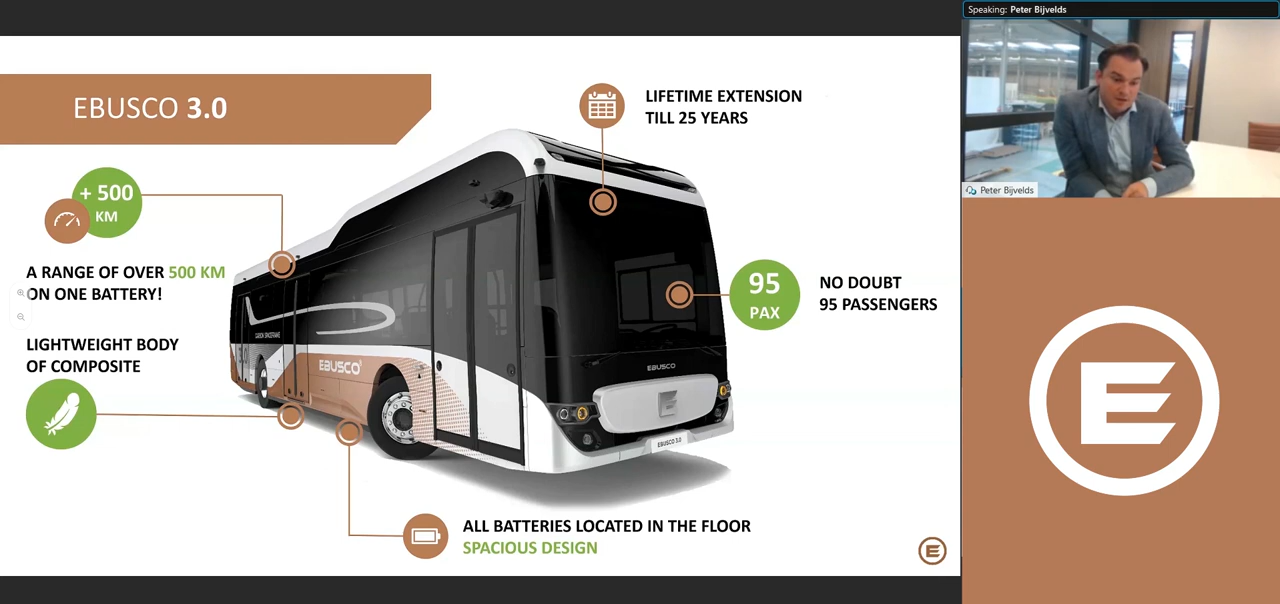 Speaking: Peter Bijvelds
EBUSCO 3.0
LIFETIME EXTENSION
TILL 25 YEARS
+ 500
KM
Peter Bijvelds
A RANGE OF OVER 500 KM
ON ONE BATTERY!
95
PAX
NO DOUBT
95 PASSENGERS
LIGHTWEIGHT BODY
OF COMPOSITE
CARBON SPACEFRAME
EBUSCO
EBUSCO
EBUSCO 3.0
ALL BATTERIES LOCATED IN THE FLOOR
SPACIOUS DESIGN
E
E